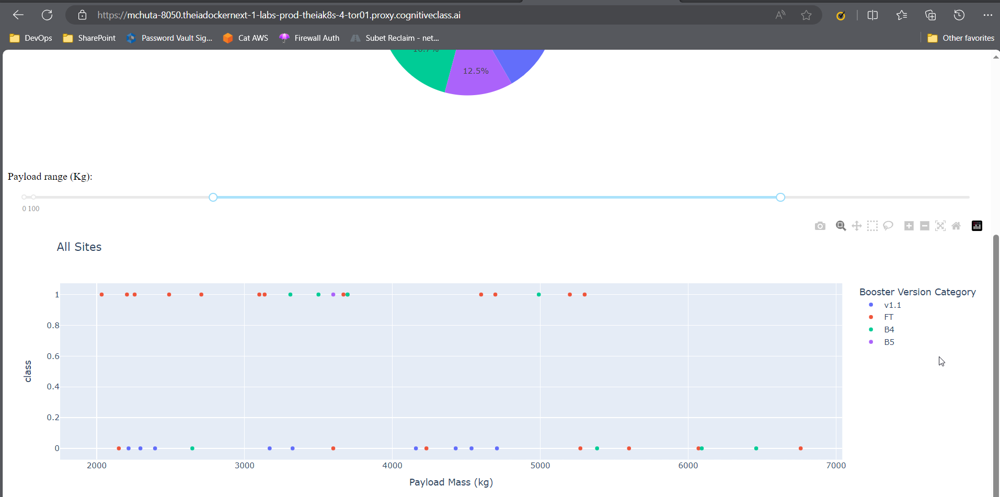 https://mchuta-8050.theiadockernext-1-labs-prod-theiak8s-4-tor01.proxy.cognitiveclass.ai
DevOps SharePoint Password Vault Sig... Cat AWS Firewall Auth Subet Reclaim - net... Other favorites
12.5%
Payload range (Kg):
0 100
All Sites
Booster Version Category
v1.1
FT
B4
B5
1
0.8
0.6
0.4
0.2
0
class
2000 3000 4000 5000 6000 7000
Payload Mass (kg)